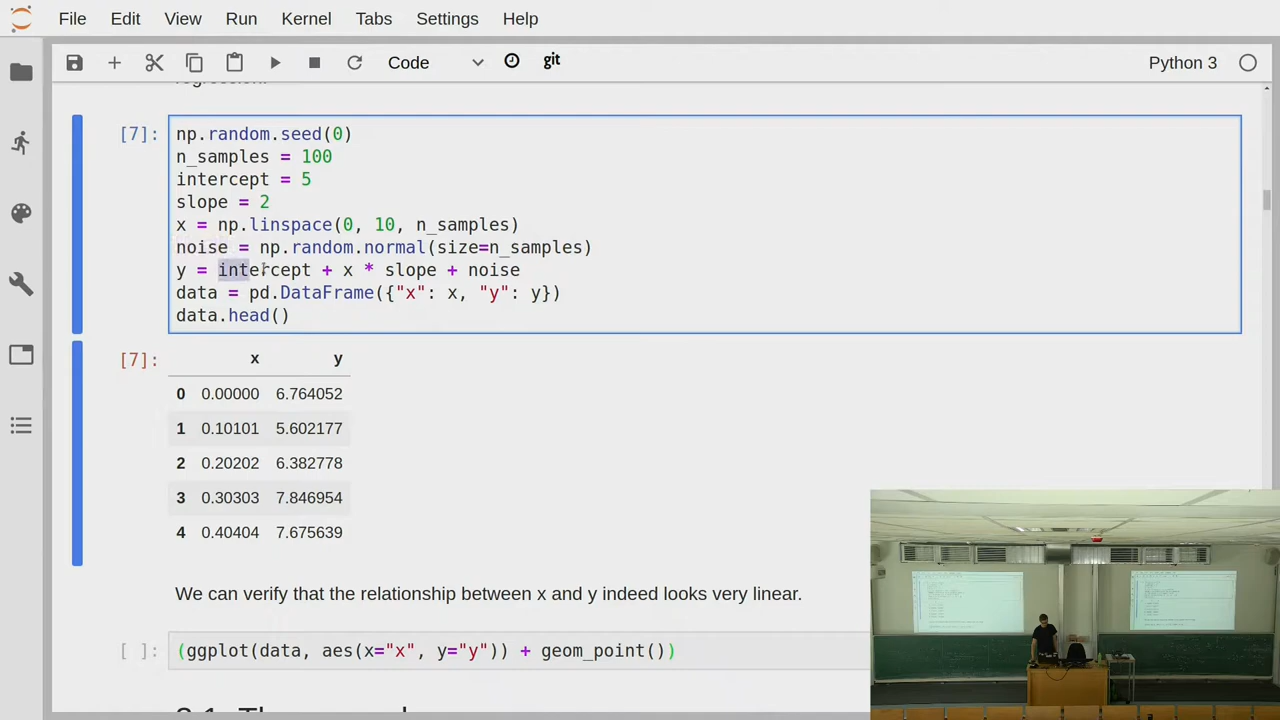 File Edit View Run Kernel Tabs Settings Help
Code git Python 3
regression.
[7]: np.random.seed(0)
n_samples = 100
intercept = 5
slope = 2
x = np.linspace(0, 10, n_samples)
noise = np.random.normal(size=n_samples)
y = intercept + x * slope + noise
data = pd.DataFrame({"x": x, "y": y})
data.head()
[7]: x y
0 0.00000 6.764052
1 0.10101 5.602177
2 0.20202 6.382778
3 0.30303 7.846954
4 0.40404 7.675639
We can verify that the relationship between x and y indeed looks very linear.
[ ]: (ggplot(data, aes(x="x", y="y")) + geom_point())